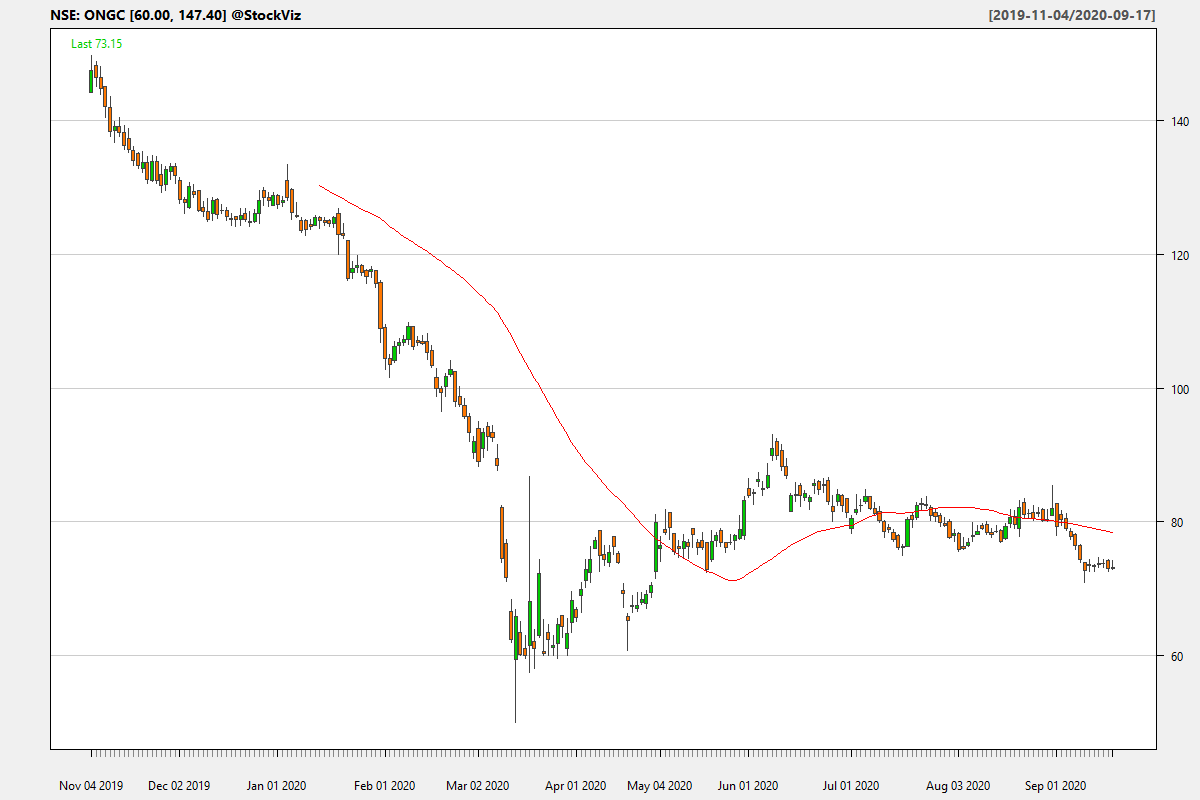 NSE: ONGC [60.00, 147.40] @StockViz [2019-11-04/2020-09-17]
Last 73.15
140
120
100
80
60
Nov 04 2019 Dec 02 2019 Jan 01 2020 Feb 01 2020 Mar 02 2020 Apr 01 2020 May 04 2020 Jun 01 2020 Jul 01 2020 Aug 03 2020 Sep 01 2020